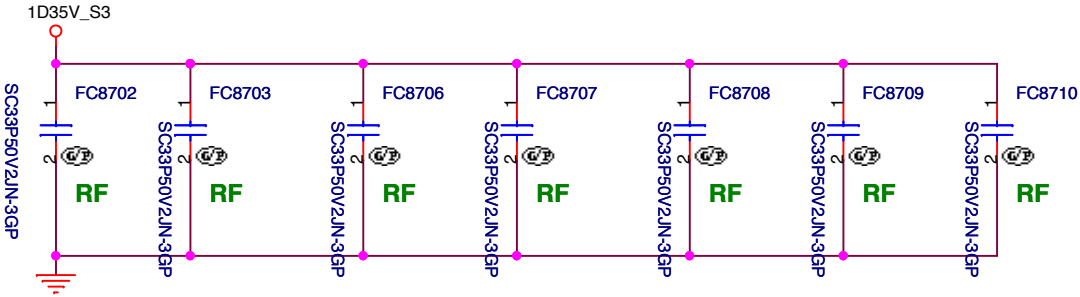 1D35V_S3
FC8702
FC8703
FC8706
FC8707
FC8708
FC8709
FC8710
1
1
1
1
1
1
1
SC33P50V2JN-3GP
SC33P50V2JN-3GP
SC33P50V2JN-3GP
SC33P50V2JN-3GP
SC33P50V2JN-3GP
SC33P50V2JN-3GP
SC33P50V2JN-3GP
2
2
2
2
2
2
2
G/P
G/P
G/P
G/P
G/P
G/P
G/P
RF
RF
RF
RF
RF
RF
RF